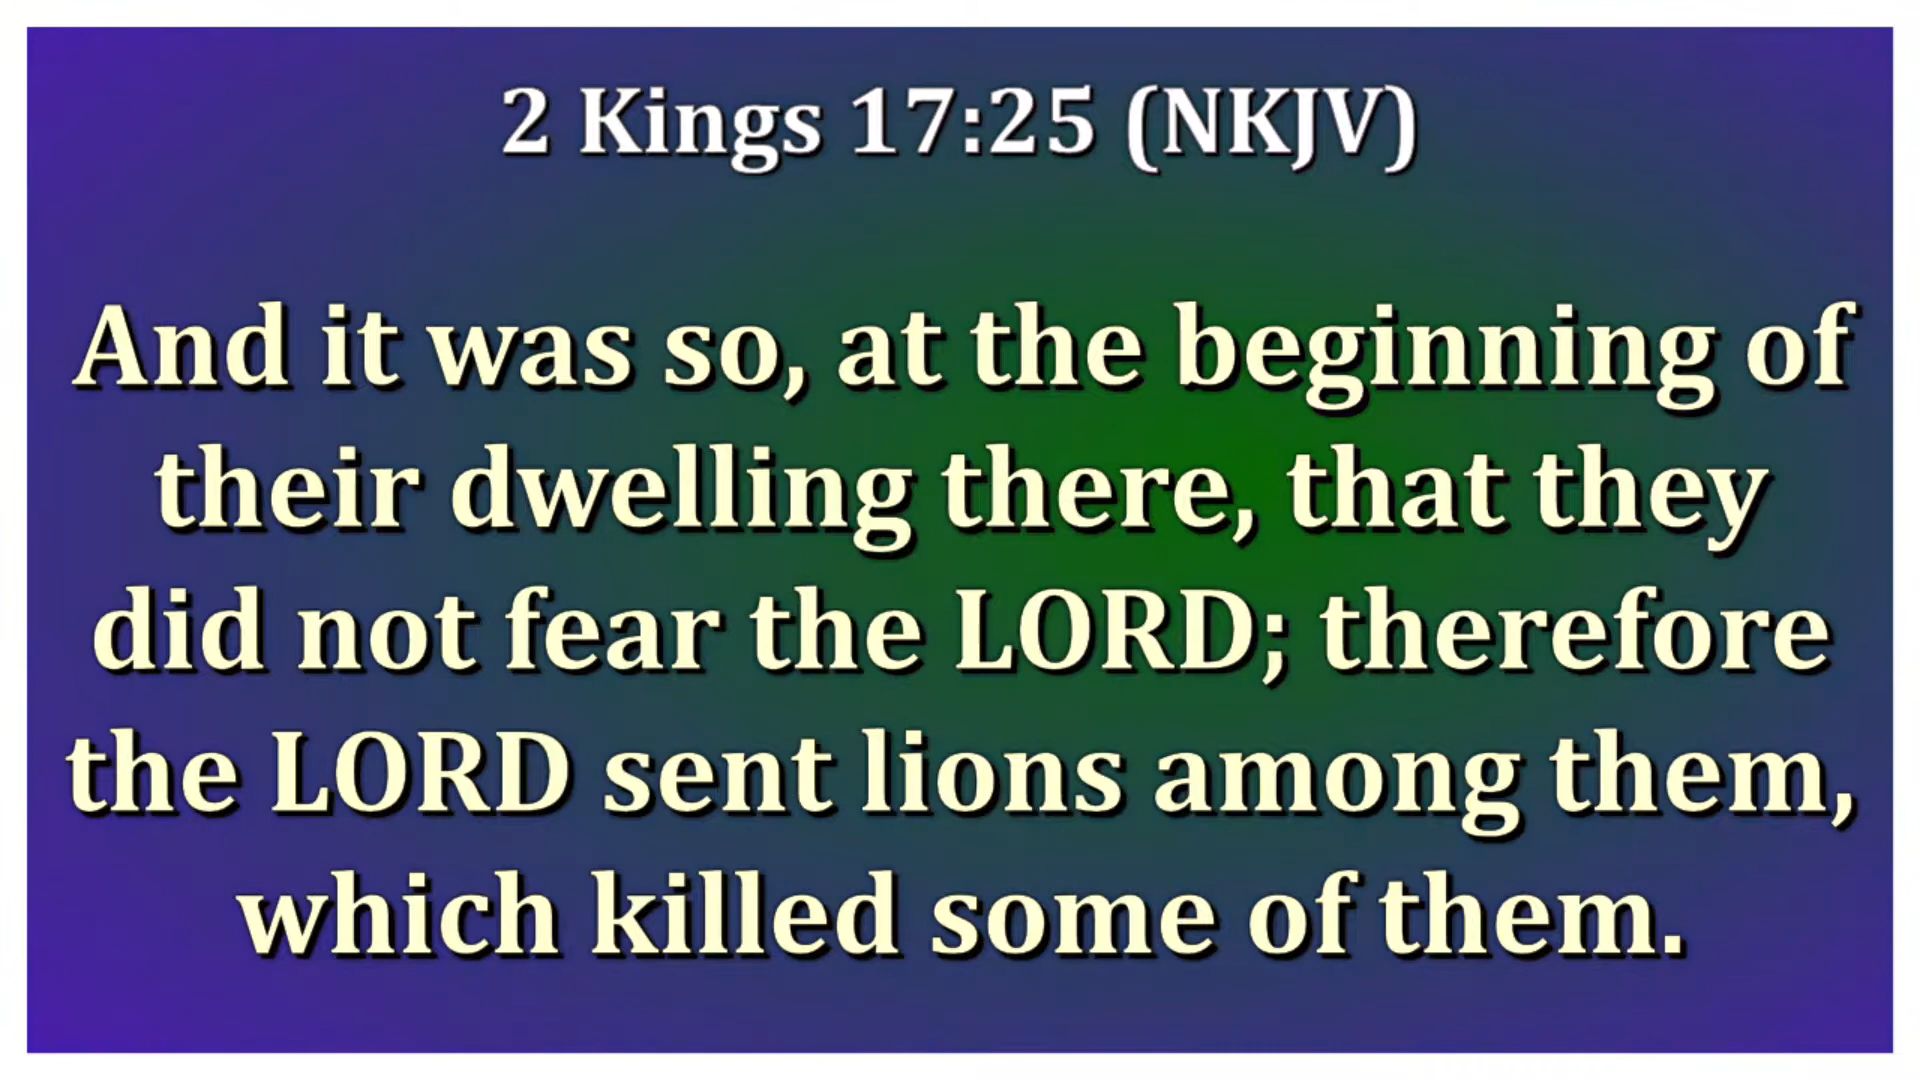 2 Kings 17:25 (NKJV)
And it was so, at the beginning of
their dwelling there, that they
did not fear the LORD; therefore
the LORD sent lions among them,
which killed some of them.